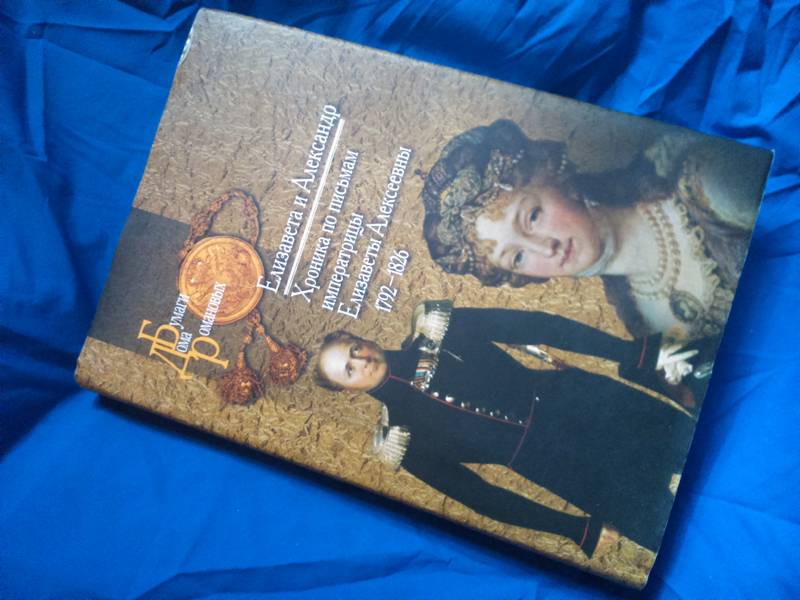 Бумаги
Дома
Романовых
Елизавета и Александр
Хроника по письмам
императрицы
Елизаветы Алексеевны
1792–1826